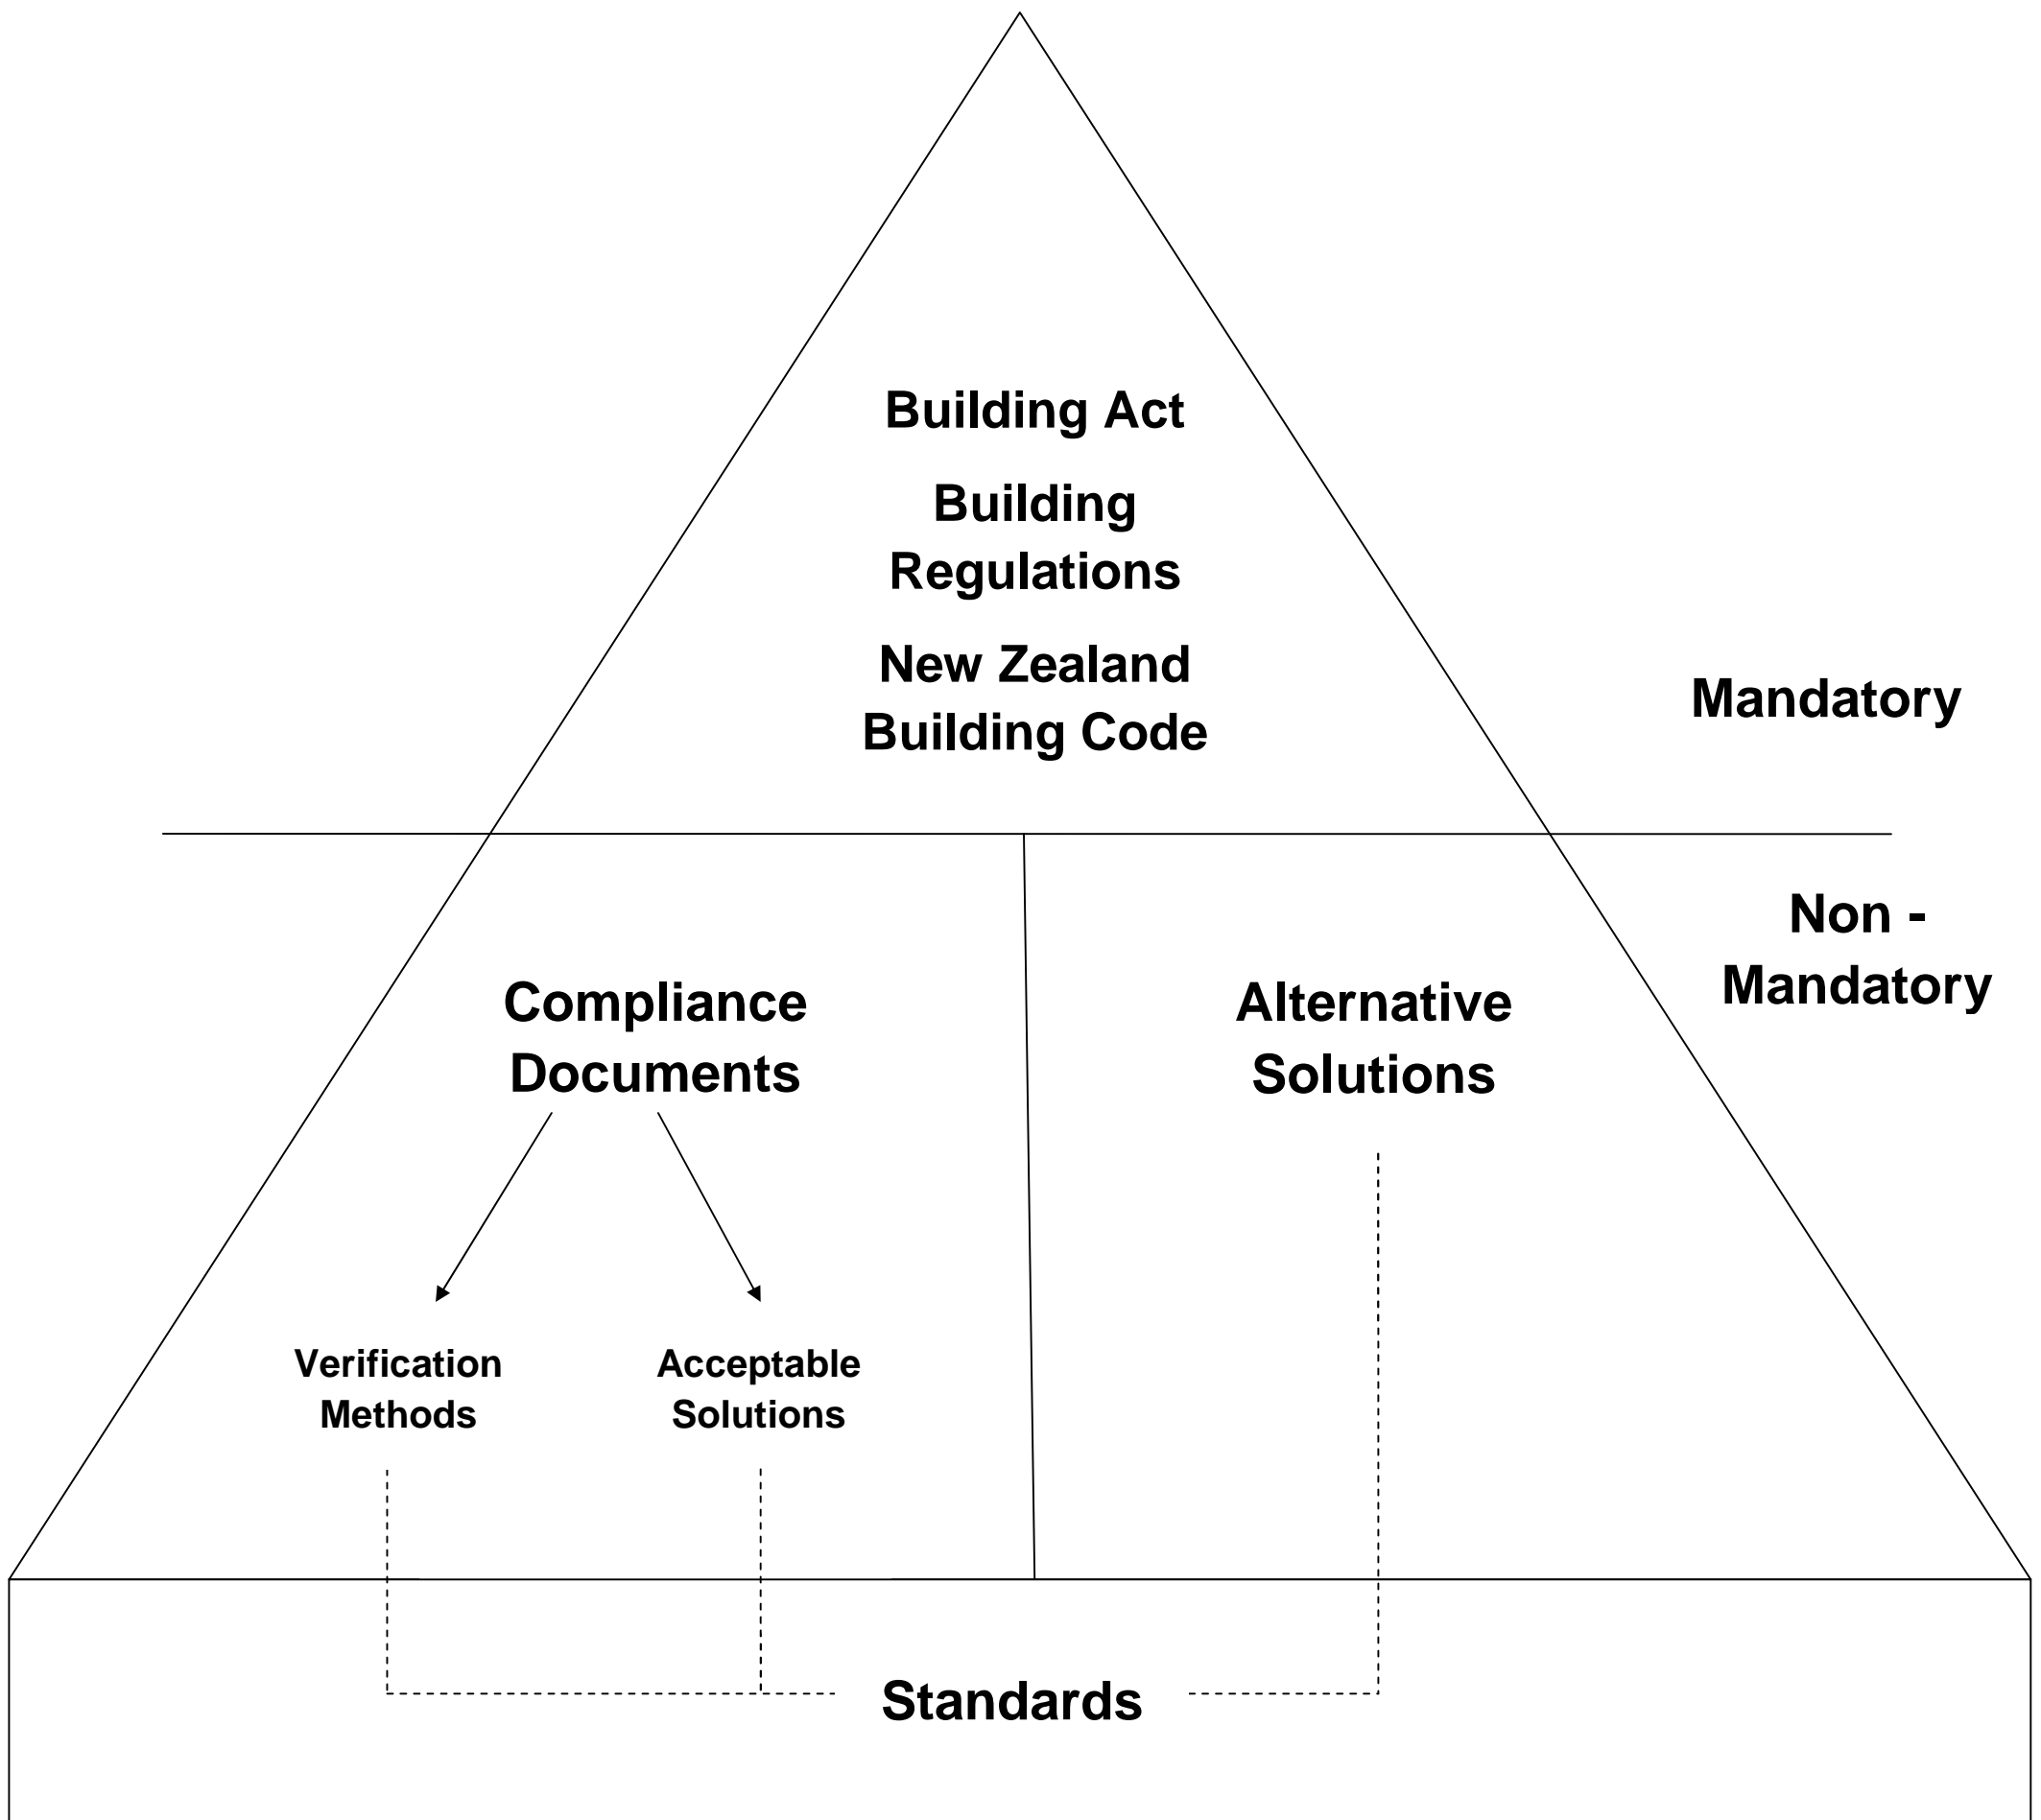 Building Act
Building
Regulations
New Zealand
Building Code
Mandatory
Non -
Mandatory
Compliance
Documents
Alternative
Solutions
Verification
Methods
Acceptable
Solutions
Standards